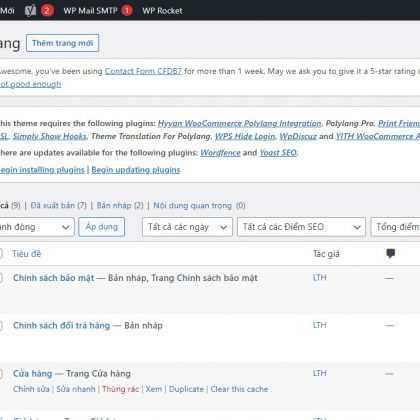 Mới 2 WP Mail SMTP 1 WP Rocket
ang Thêm trang mới
Awesome, you've been using Contact Form CFDB7 for more than 1 week. May we ask you to give it a 5-star rating
not good enough
his theme requires the following plugins: Hyyan WooCommerce Polylang Integration, Polylang Pro, Print Friend
SL, Simply Show Hooks, Theme Translation For Polylang, WPS Hide Login, WpDiscuz and YITH WooCommerce A
here are updates available for the following plugins: Wordfence and Yoast SEO.
egin installing plugins | Begin updating plugins
cả (9) | Đã xuất bản (7) | Bản nháp (2) | Nội dung quan trọng (0)
nh động Áp dụng Tất cả các ngày Tất cả các Điểm SEO Tổng điểm
Tiêu đề Tác giả
Chính sách bảo mật — Bản nháp, Trang Chính sách bảo mật LTH —
Chính sách đổi trả hàng — Bản nháp LTH —
Cửa hàng — Trang Cửa hàng LTH —
Chỉnh sửa | Sửa nhanh | Thùng rác | Xem | Duplicate | Clear this cache